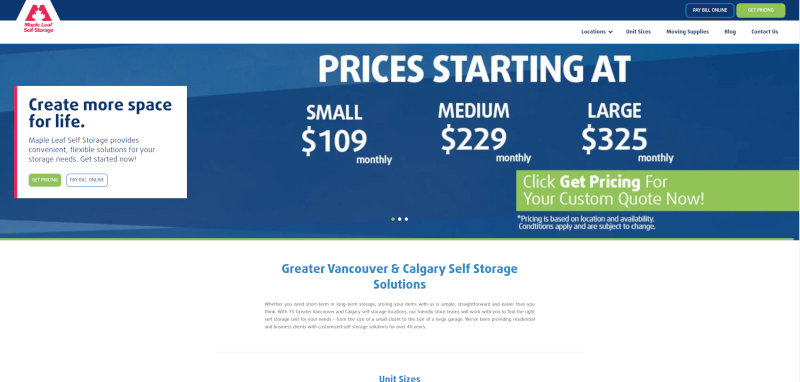 PAY BILL ONLINE
GET PRICING
Maple Leaf
Self Storage
Locations
Unit Sizes
Moving Supplies
Blog
Contact Us
PRICES STARTING AT
SMALL
$109
monthly
MEDIUM
$229
monthly
LARGE
$325
monthly
Create more space
for life.
Maple Leaf Self Storage provides
convenient, flexible solutions for your
storage needs. Get started now!
GET PRICING
PAY BILL ONLINE
Click Get Pricing For
Your Custom Quote Now!
*Pricing is based on location and availability.
Condtitions apply and are subject to change.
Greater Vancouver & Calgary Self Storage
Solutions
Whether you need short-term or long-term storage, storing your items with us is simple, straightforward and easier than you
think. With 15 Greater Vancouver and Calgary self storage locations, our friendly store teams will work with you to find the right
self storage unit for your needs – from the size of a small closet to the size of a large garage. We've been providing residential
and business clients with customized self storage solutions for over 40 years.
Unit Sizes